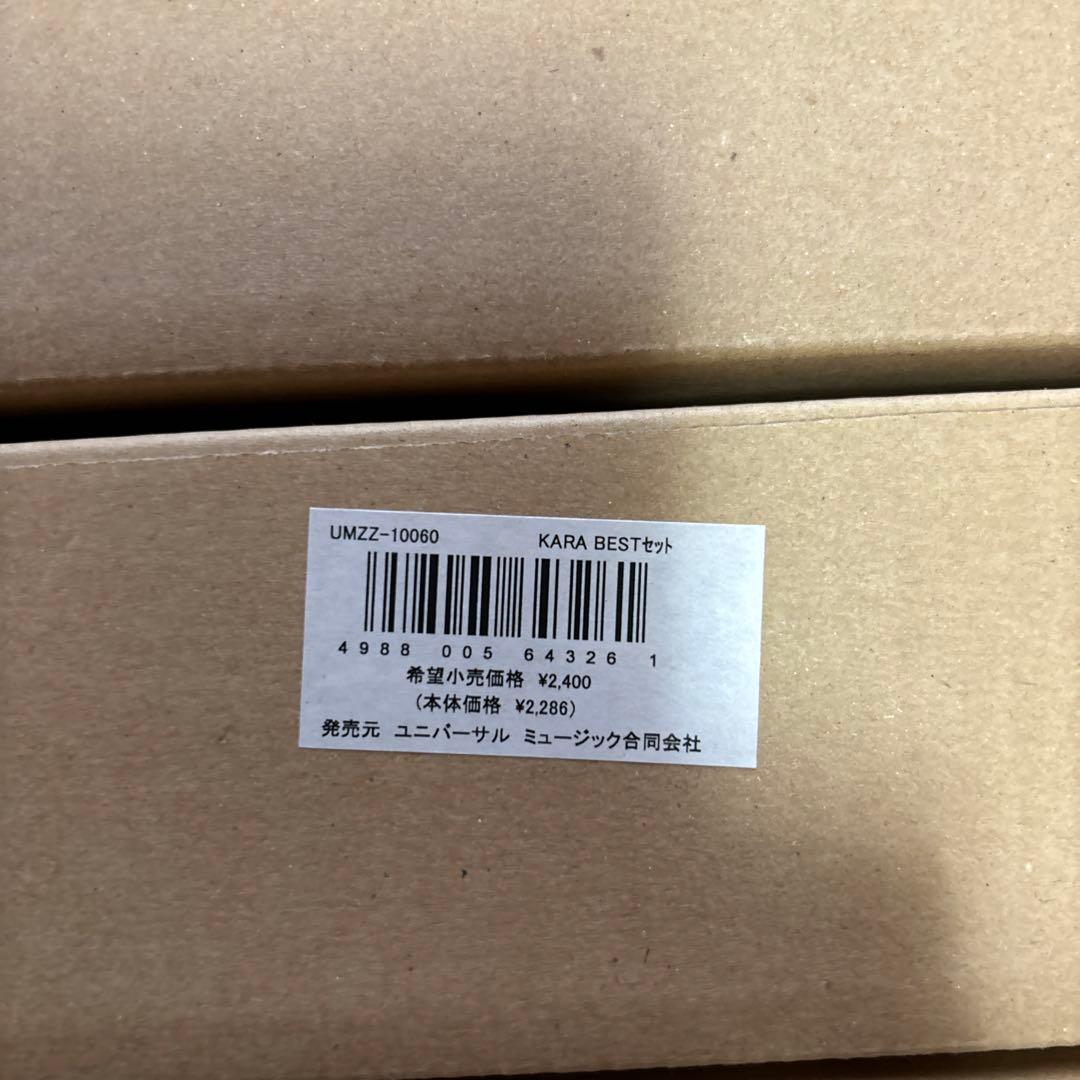 UMZZ-10060 KARA BESTセット
4988 005 64326 1
希望小売価格 ¥2,400
(本体価格 ¥2,286)
発売元 ユニバーサル ミュージック合同会社